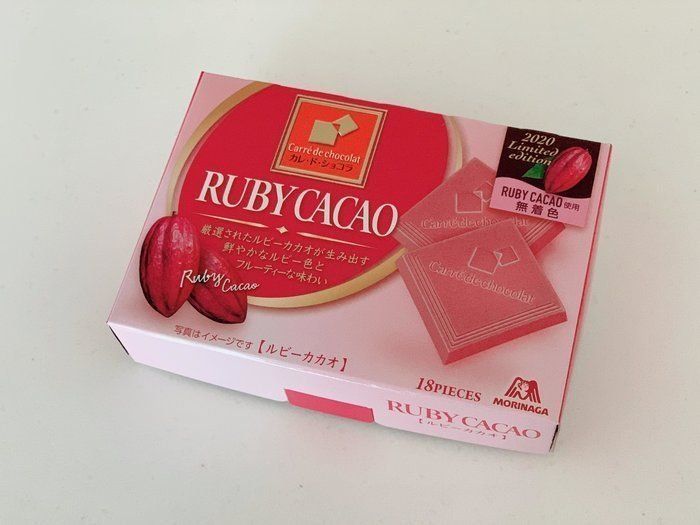 Carré de chocolat
カレ・ド・ショコラ
RUBY CACAO
厳選されたルビーカカオが生み出す
鮮やかなルビー色と
フルーティーな味わい
Ruby Cacao
写真はイメージです【ルビーカカオ】
2020
Limited
edition
RUBY CACAO使用
無着色
Carré de chocolat
Carré de chocolat
18PIECES
MORINAGA
RUBY CACAO
【ルビーカカオ】